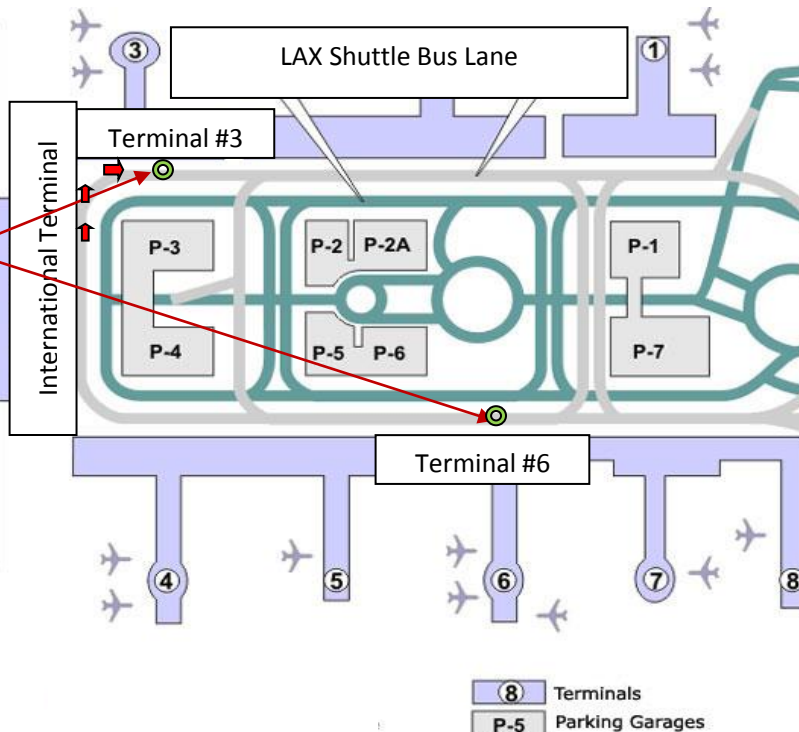 3
LAX Shuttle Bus Lane
1
Terminal #3
International Terminal
P-3
P-2
P-2A
P-1
P-4
P-5
P-6
P-7
Terminal #6
4
5
6
7
8
8 Terminals
P-5 Parking Garages